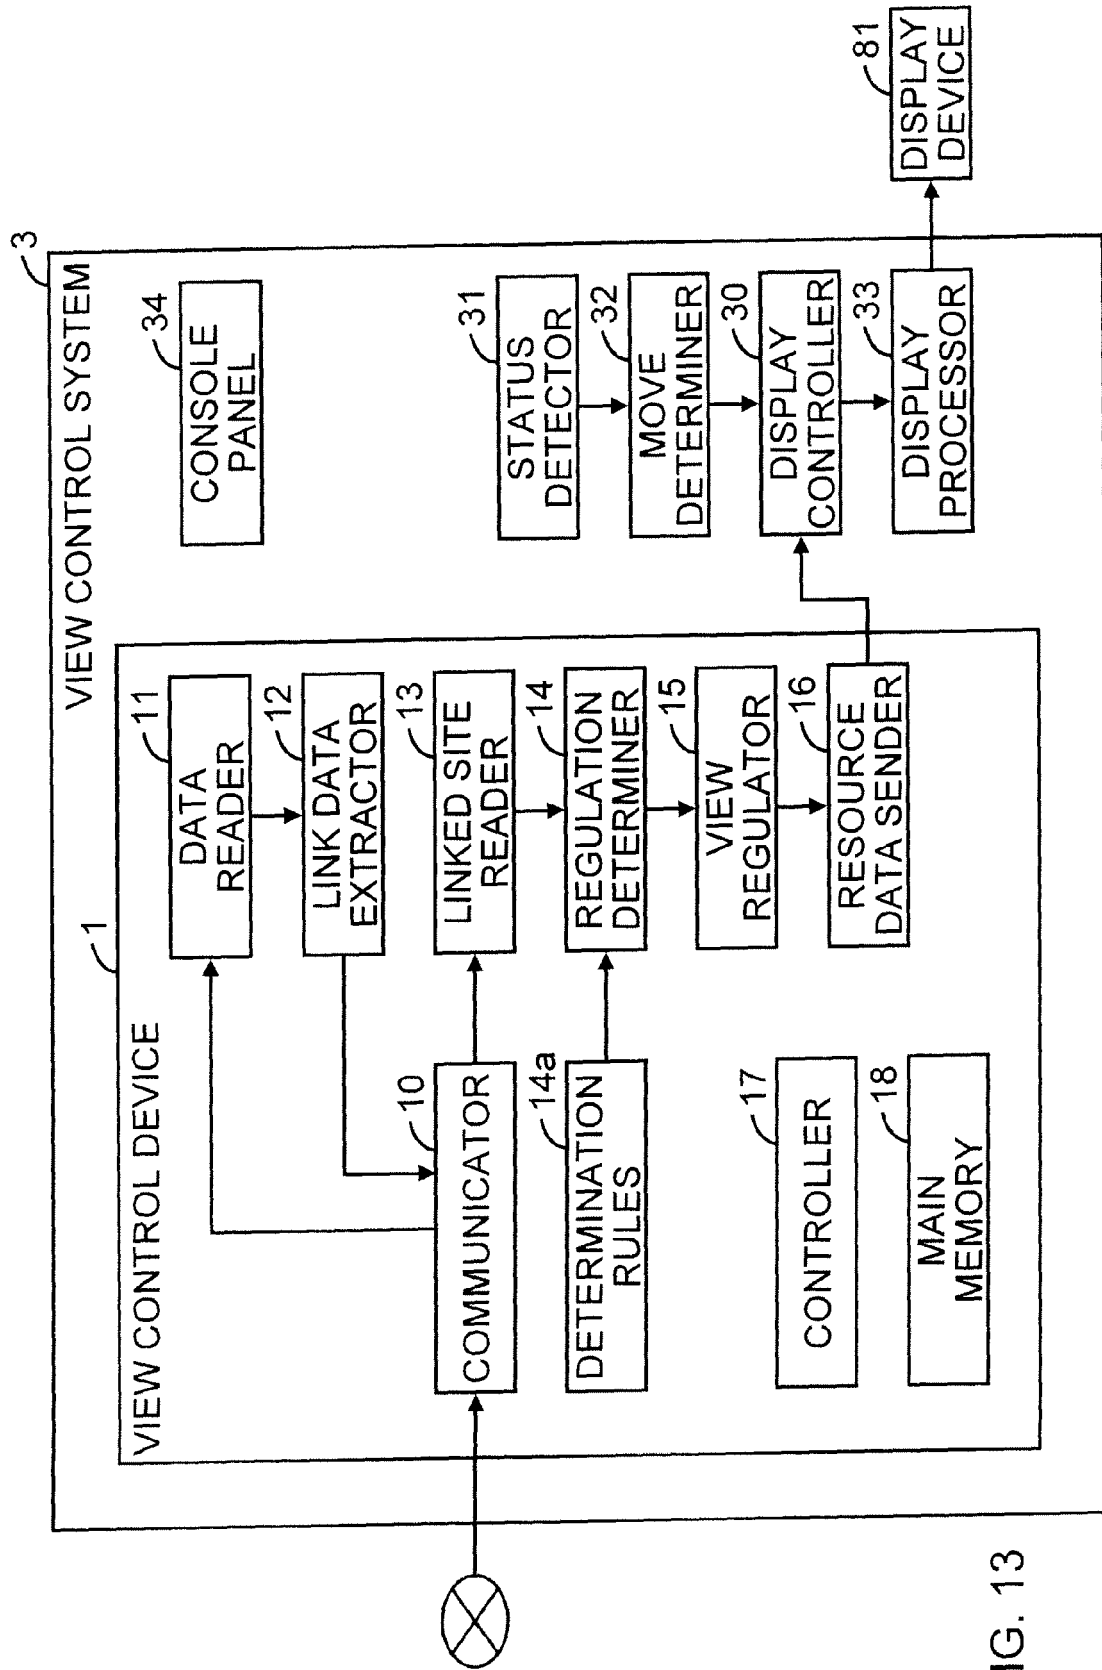 3
VIEW CONTROL SYSTEM
1
VIEW CONTROL DEVICE
11
DATA
READER
12
LINK DATA
EXTRACTOR
10
COMMUNICATOR
13
LINKED SITE
READER
14a
DETERMINATION
RULES
14
REGULATION
DETERMINER
15
VIEW
REGULATOR
16
RESOURCE
DATA SENDER
17
CONTROLLER
18
MAIN
MEMORY
34
CONSOLE
PANEL
31
STATUS
DETECTOR
32
MOVE
DETERMINER
30
DISPLAY
CONTROLLER
33
DISPLAY
PROCESSOR
81
DISPLAY
DEVICE
IG. 13